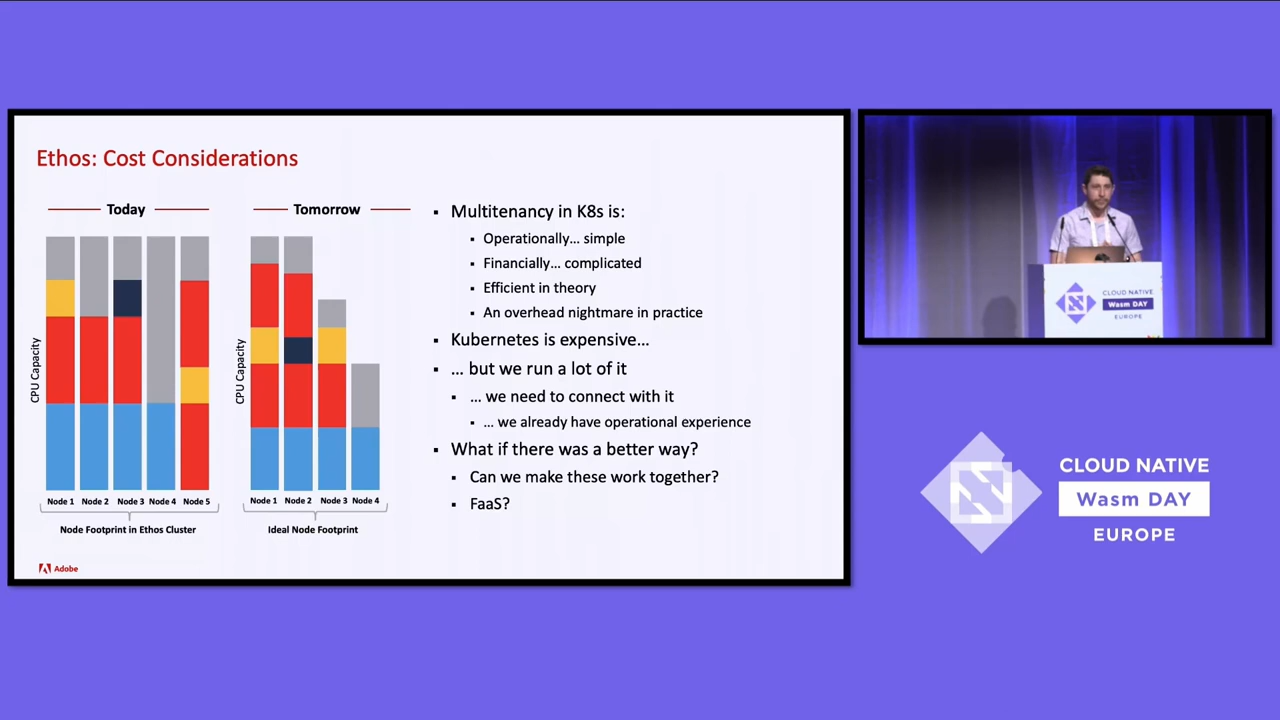 Ethos: Cost Considerations
Today
Tomorrow
CPU Capacity
Node 1 Node 2 Node 3 Node 4 Node 5
Node Footprint in Ethos Cluster
CPU Capacity
Node 1 Node 2 Node 3 Node 4
Ideal Node Footprint
Multitenancy in K8s is:
Operationally... simple
Financially... complicated
Efficient in theory
An overhead nightmare in practice
Kubernetes is expensive...
... but we run a lot of it
... we need to connect with it
... we already have operational experience
What if there was a better way?
Can we make these work together?
FaaS?
Adobe
CLOUD NATIVE
Wasm DAY
EUROPE
CLOUD NATIVE
Wasm DAY
EUROPE